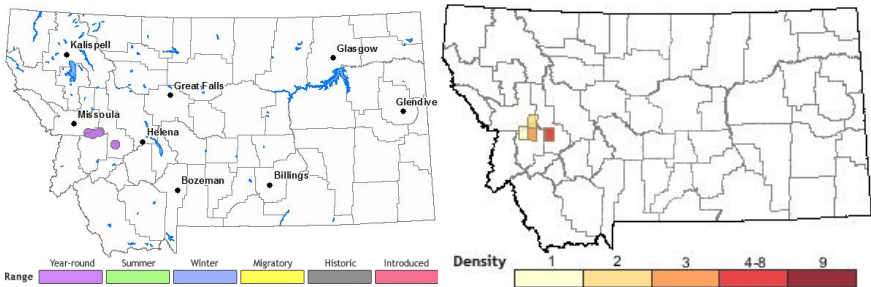 Kalispell
Glasgow
Great Falls
Glendive
Missoula
Helena
Bozeman
Billings
Range Year-round Summer Winter Migratory Historic Introduced
Density 1 2 3 4-8 9